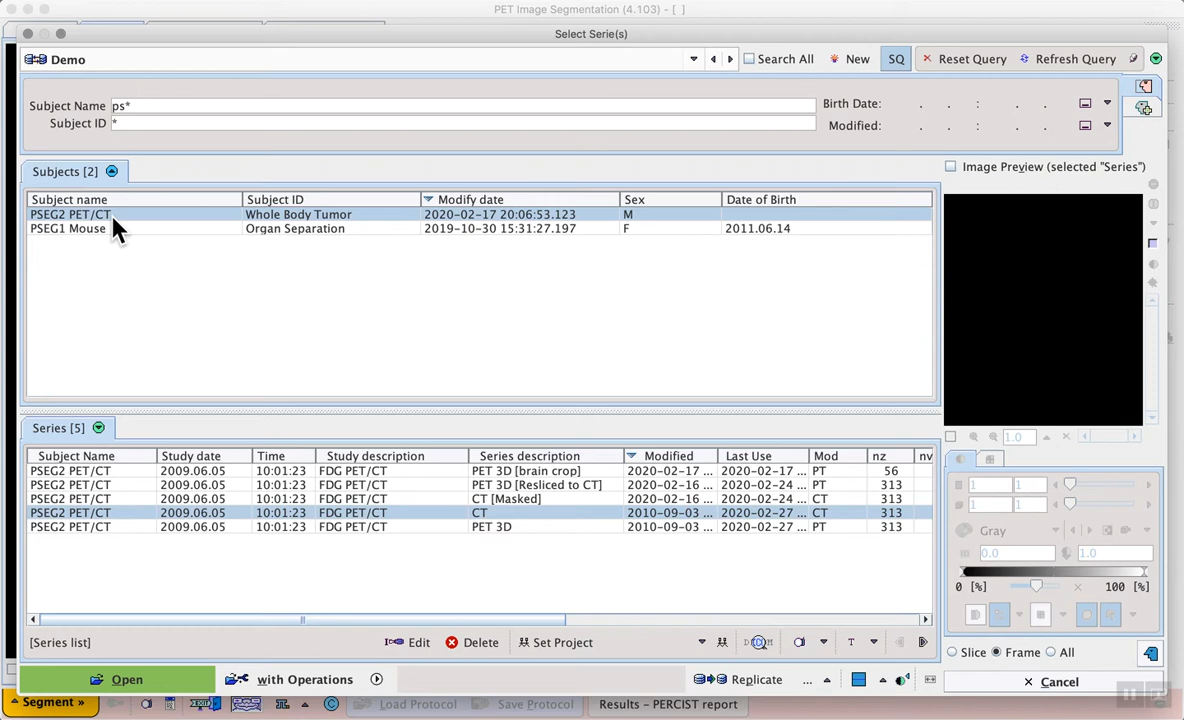 PET Image Segmentation (4.103) - [ ]
Select Serie(s)
Demo
Search All
New
SQ
Reset Query
Refresh Query
Subject Name ps*
Birth Date: . . : . .
Subject ID *
Modified: . . : . .
Subjects [2]
Image Preview (selected "Series")
Subject name Subject ID Modify date Sex Date of Birth
PSEG2 PET/CT Whole Body Tumor 2020-02-17 20:06:53.123 M
PSEG1 Mouse Organ Separation 2019-10-30 15:31:27.197 F 2011.06.14
Series [5]
1.0
Subject Name Study date Time Study description Series description Modified Last Use Mod nz nv
PSEG2 PET/CT 2009.06.05 10:01:23 FDG PET/CT PET 3D [brain crop] 2020-02-17 ... 2020-02-17 ... PT 56
PSEG2 PET/CT 2009.06.05 10:01:23 FDG PET/CT PET 3D [Resliced to CT] 2020-02-16 ... 2020-02-24 ... PT 313
PSEG2 PET/CT 2009.06.05 10:01:23 FDG PET/CT CT [Masked] 2020-02-16 ... 2020-02-24 ... CT 313
PSEG2 PET/CT 2009.06.05 10:01:23 FDG PET/CT CT 2010-09-03 ... 2020-02-27 ... CT 313
PSEG2 PET/CT 2009.06.05 10:01:23 FDG PET/CT PET 3D 2010-09-03 ... 2020-02-27 ... PT 313
1 1
1 1
Gray
0.0 1.0
0 [%] 100 [%]
[Series list]
Edit
Delete
Set Project
T
Slice Frame All
Open
with Operations
Replicate
...
Cancel
Segment »
Load Protocol
Save Protocol
Results - PERCIST report